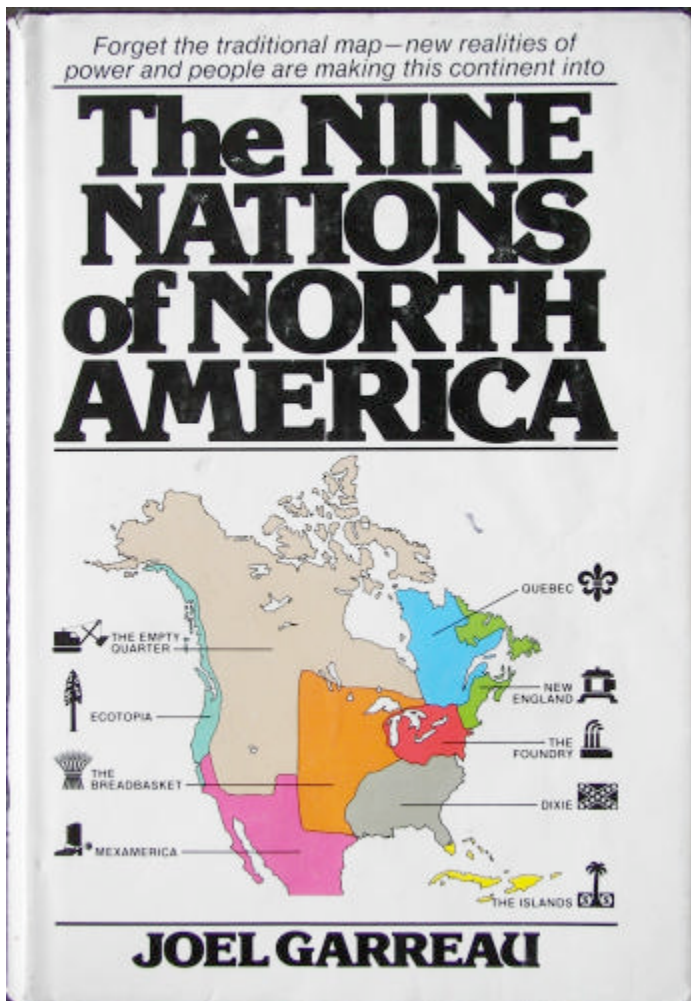 Forget the traditional map—new realities of
power and people are making this continent into
The NINE
NATIONS
of NORTH
AMERICA
QUEBEC
THE EMPTY
QUARTER
NEW
ENGLAND
ECOTOPIA
THE
FOUNDRY
THE
BREADBASKET
DIXIE
MEXAMERICA
THE ISLANDS
JOEL GARREAU